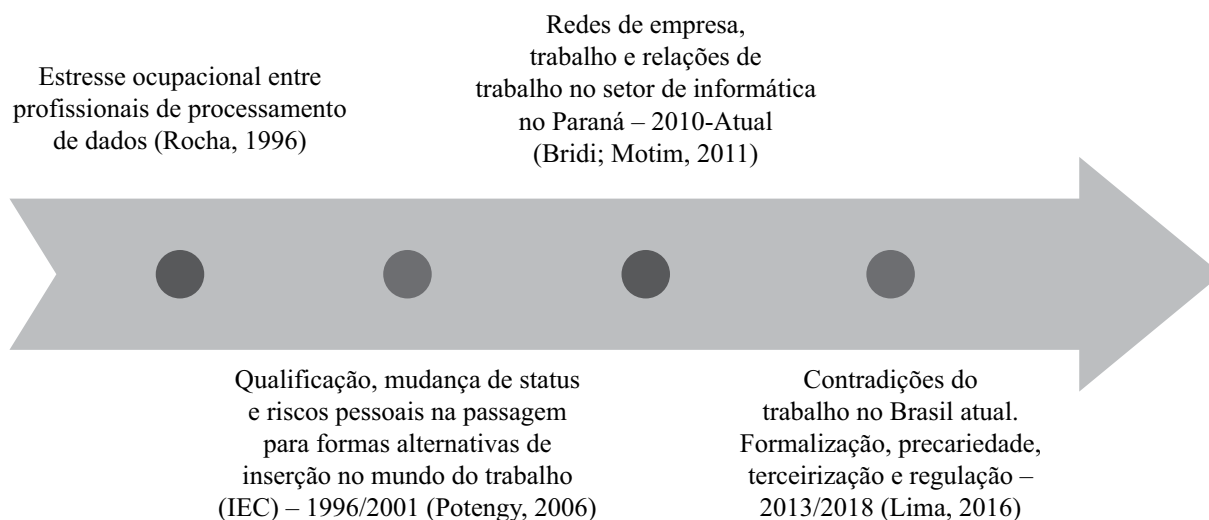 Estresse ocupacional entre
profissionais de processamento
de dados (Rocha, 1996)
Redes de empresa,
trabalho e relações de
trabalho no setor de informática
no Paraná – 2010-Atual
(Bridi; Motim, 2011)
Qualificação, mudança de status
e riscos pessoais na passagem
para formas alternativas de
inserção no mundo do trabalho
(IEC) – 1996/2001 (Potengy, 2006)
Contradições do
trabalho no Brasil atual.
Formalização, precariedade,
terceirização e regulação –
2013/2018 (Lima, 2016)